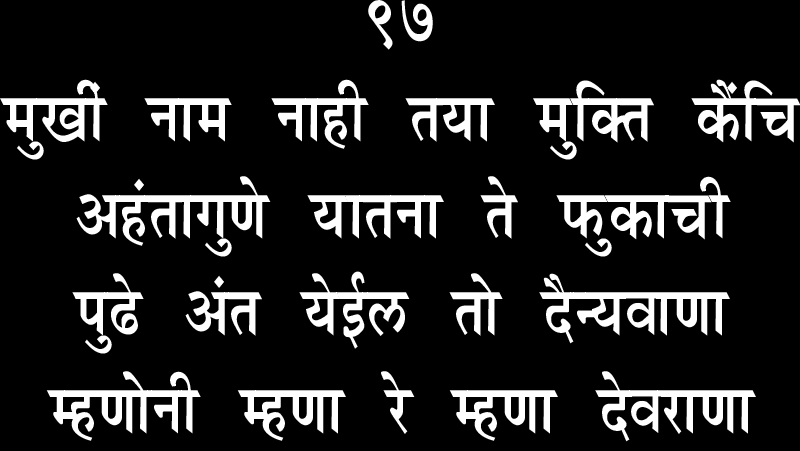 ९७
मुखीं नाम नाही तया मुक्ति कैंचि
अहंतागुणे यातना ते फुकाची
पुढे अंत येईल तो दैन्यवाणा
म्हणोनी म्हणा रे म्हणा देवराणा